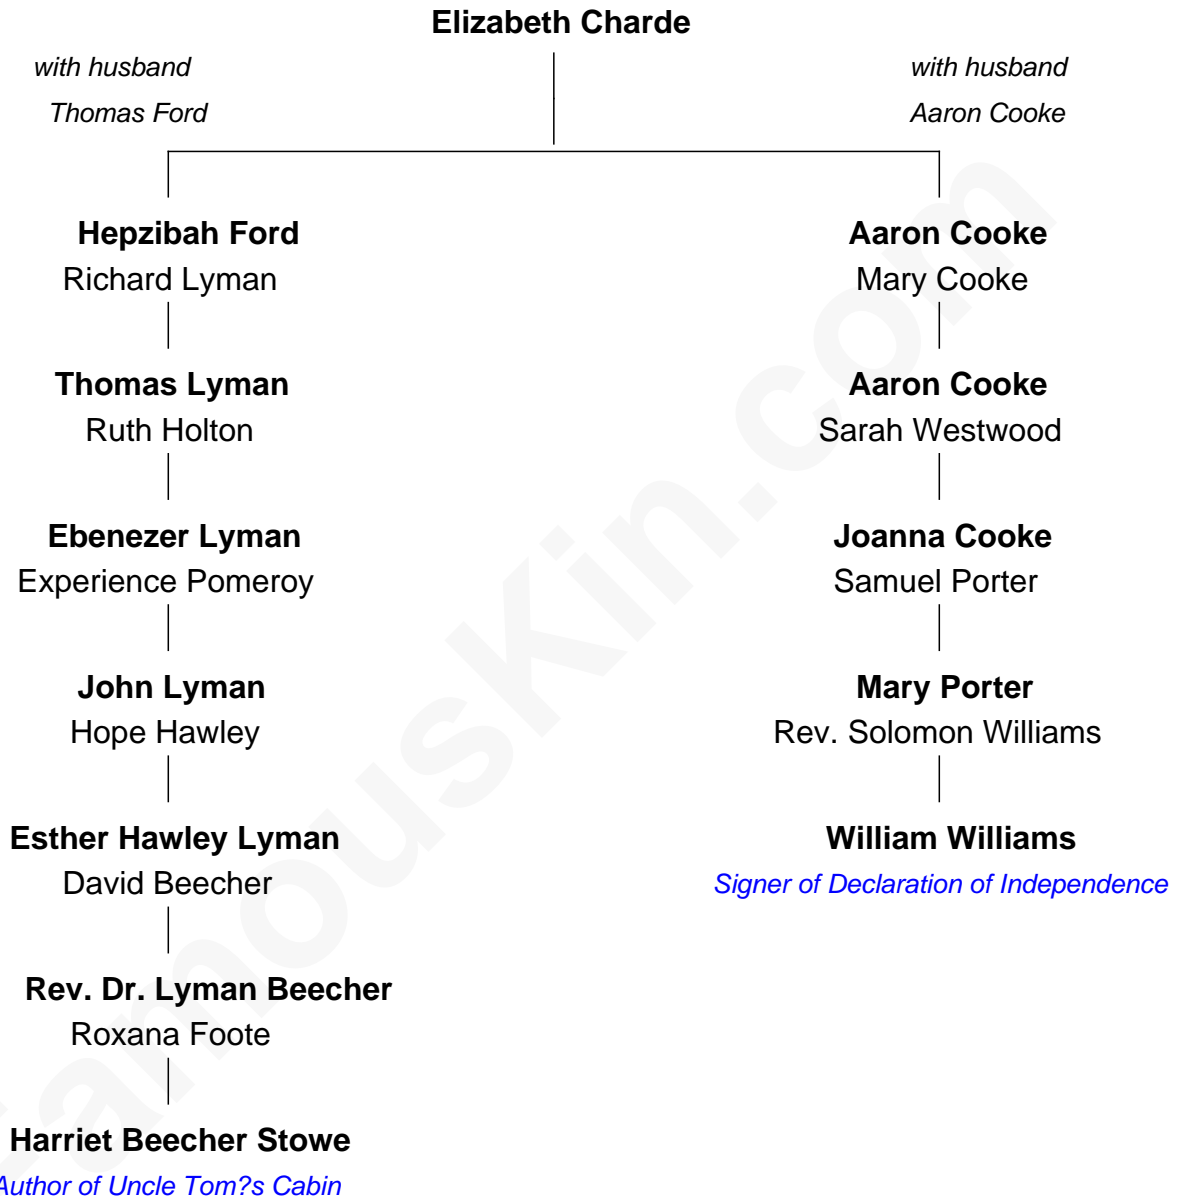 Elizabeth Charde
with husband
Thomas Ford
with husband
Aaron Cooke
Hepzibah Ford
Richard Lyman
Aaron Cooke
Mary Cooke
Thomas Lyman
Ruth Holton
Aaron Cooke
Sarah Westwood
Ebenezer Lyman
Experience Pomeroy
Joanna Cooke
Samuel Porter
John Lyman
Hope Hawley
Mary Porter
Rev. Solomon Williams
Esther Hawley Lyman
David Beecher
William Williams
Signer of Declaration of Independence
Rev. Dr. Lyman Beecher
Roxana Foote
Harriet Beecher Stowe
Author of Uncle Tom?s Cabin
FamousKin.com